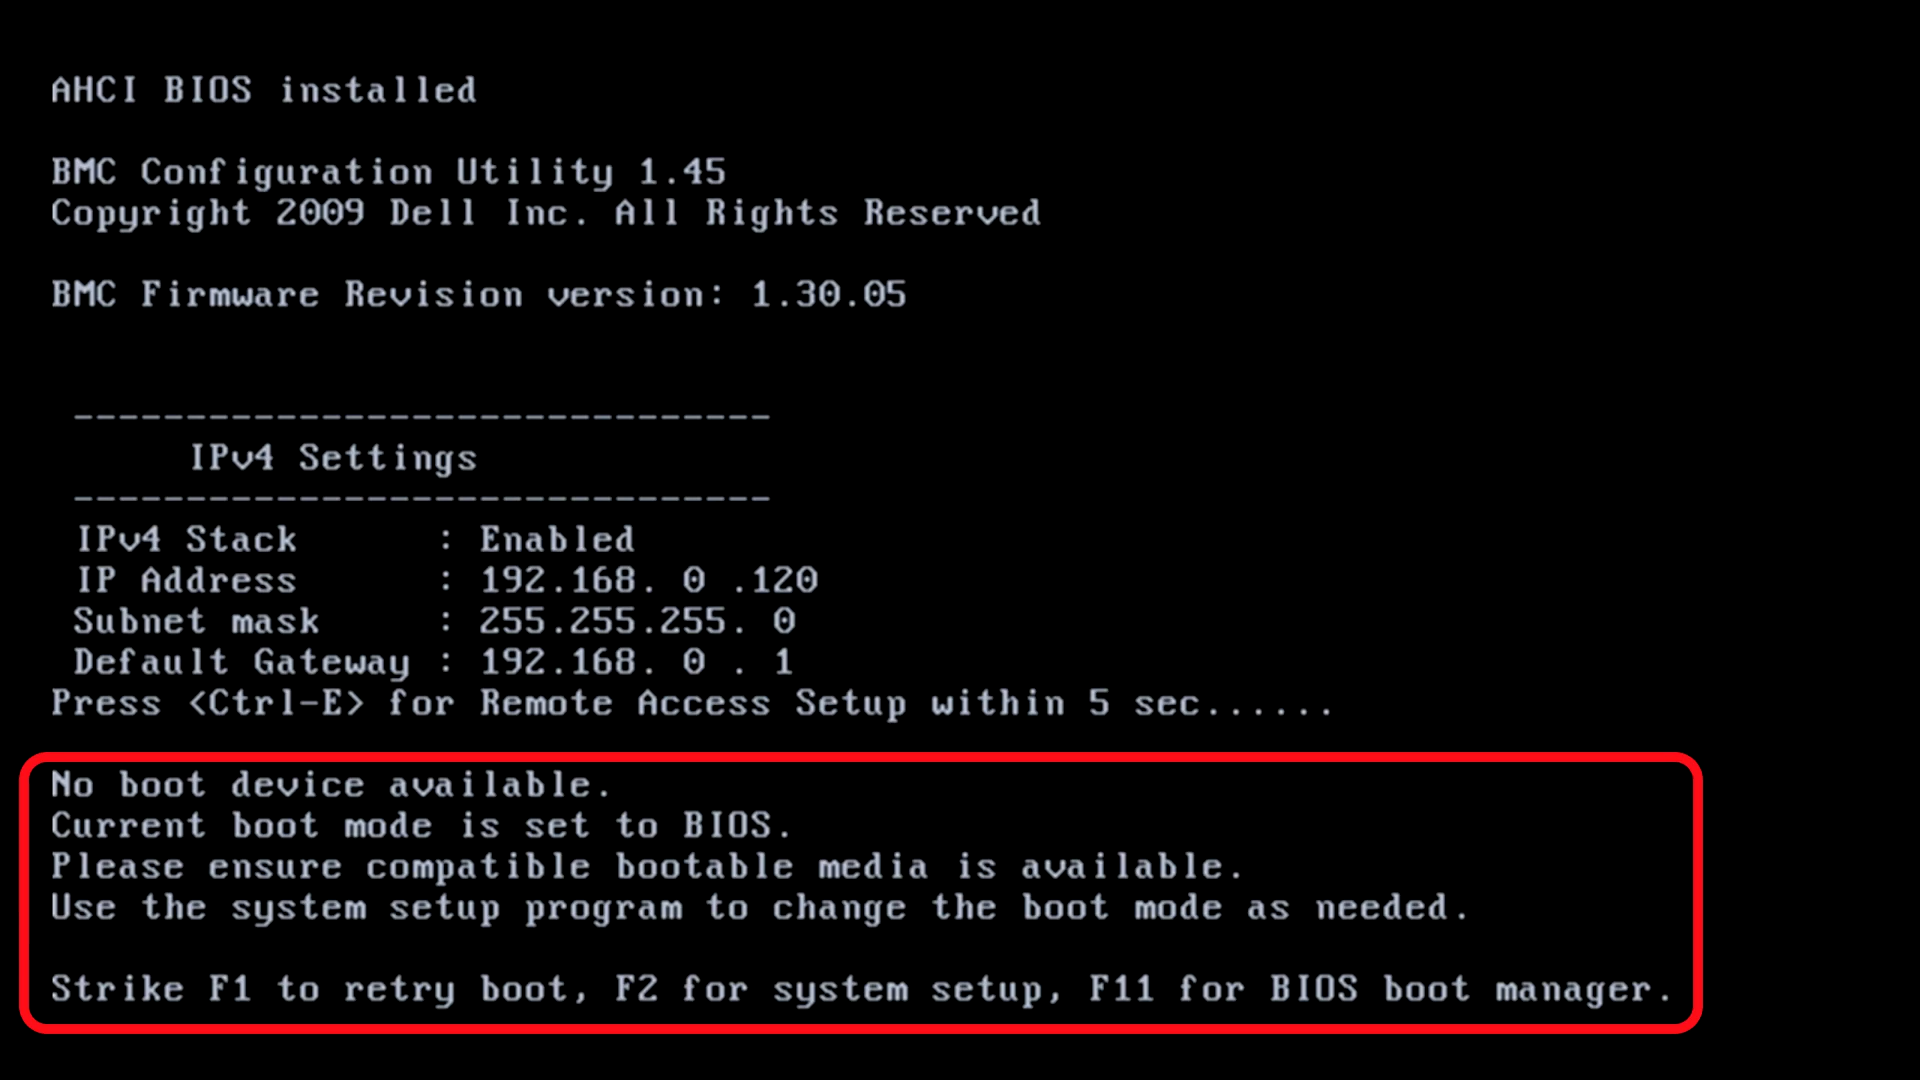 AHCI BIOS installed
BMC Configuration Utility 1.45
Copyright 2009 Dell Inc. All Rights Reserved
BMC Firmware Revision version: 1.30.05
-------------------------------
IPv4 Settings
-------------------------------
IPv4 Stack : Enabled
IP Address : 192.168. 0 .120
Subnet mask : 255.255.255. 0
Default Gateway : 192.168. 0 . 1
Press <Ctrl-E> for Remote Access Setup within 5 sec......
No boot device available.
Current boot mode is set to BIOS.
Please ensure compatible bootable media is available.
Use the system setup program to change the boot mode as needed.
Strike F1 to retry boot, F2 for system setup, F11 for BIOS boot manager.